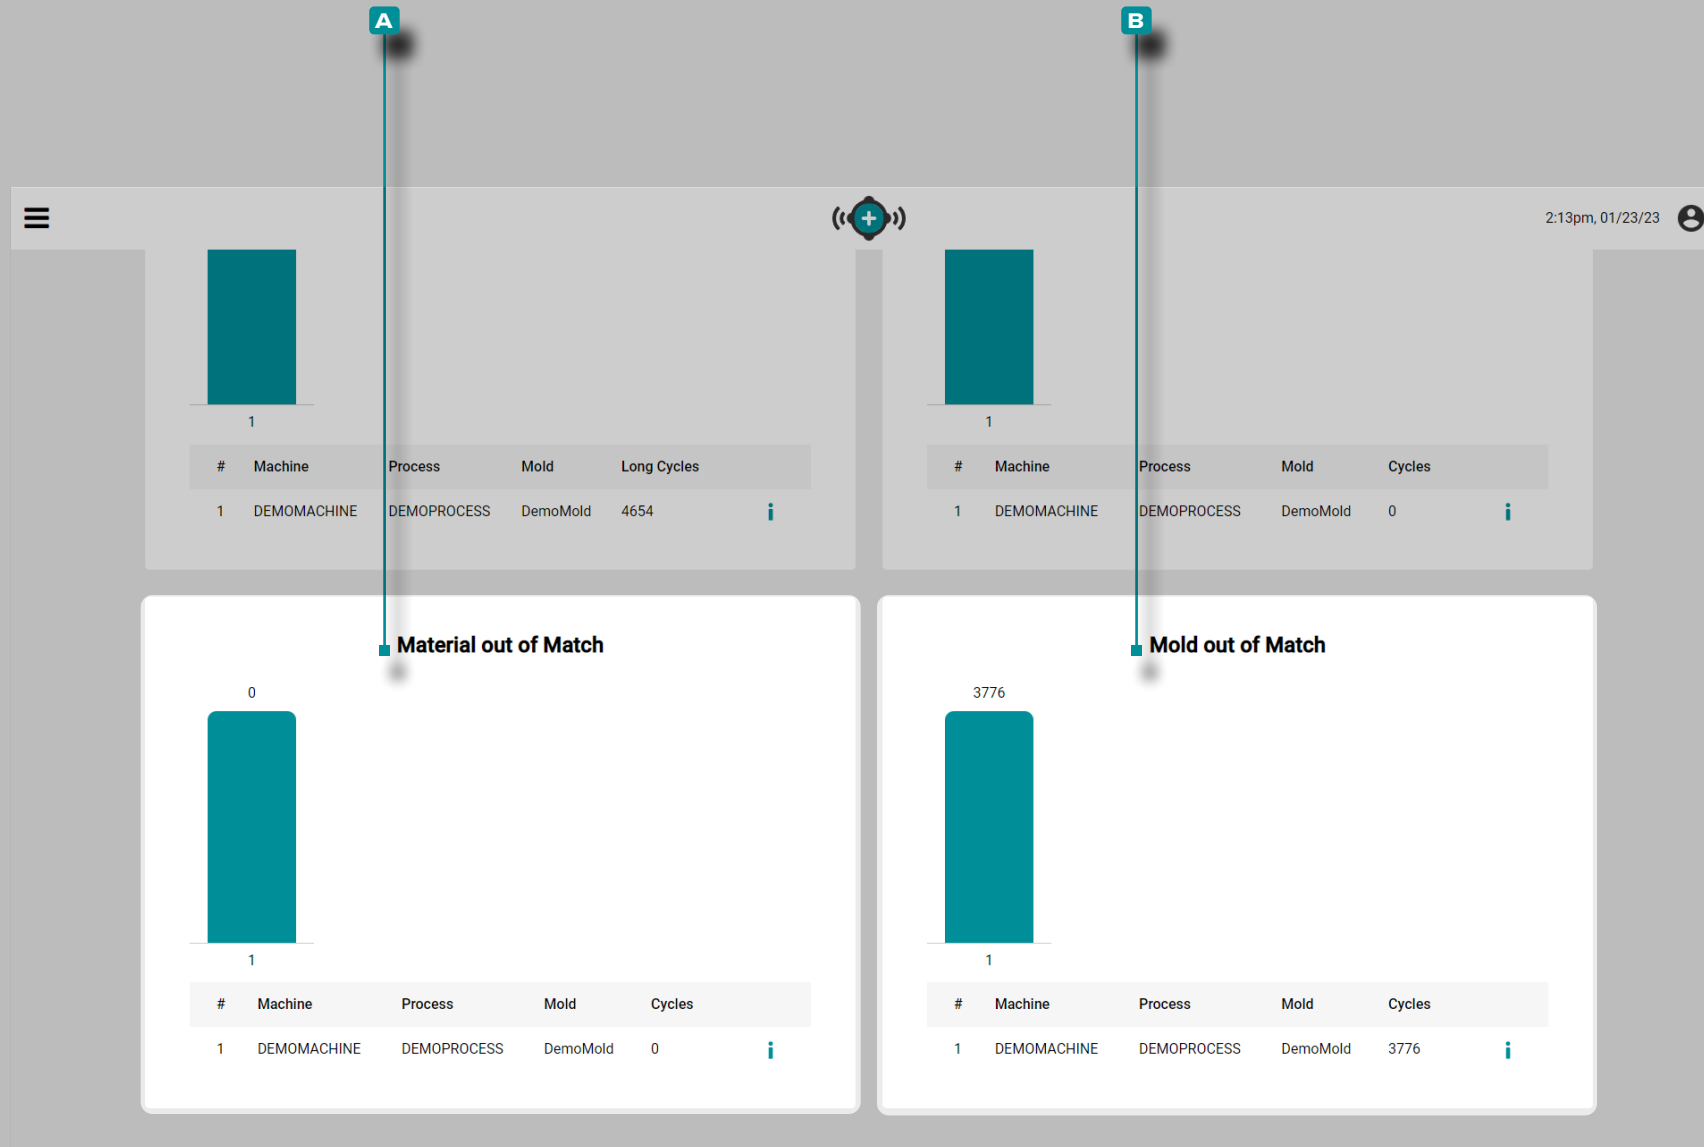 A B
2:13pm, 01/23/23
1
# Machine Process Mold Long Cycles
1 DEMOMACHINE DEMOPROCESS DemoMold 4654
1
# Machine Process Mold Cycles
1 DEMOMACHINE DEMOPROCESS DemoMold 0
Material out of Match
0
1
# Machine Process Mold Cycles
1 DEMOMACHINE DEMOPROCESS DemoMold 0
Mold out of Match
3776
1
# Machine Process Mold Cycles
1 DEMOMACHINE DEMOPROCESS DemoMold 3776